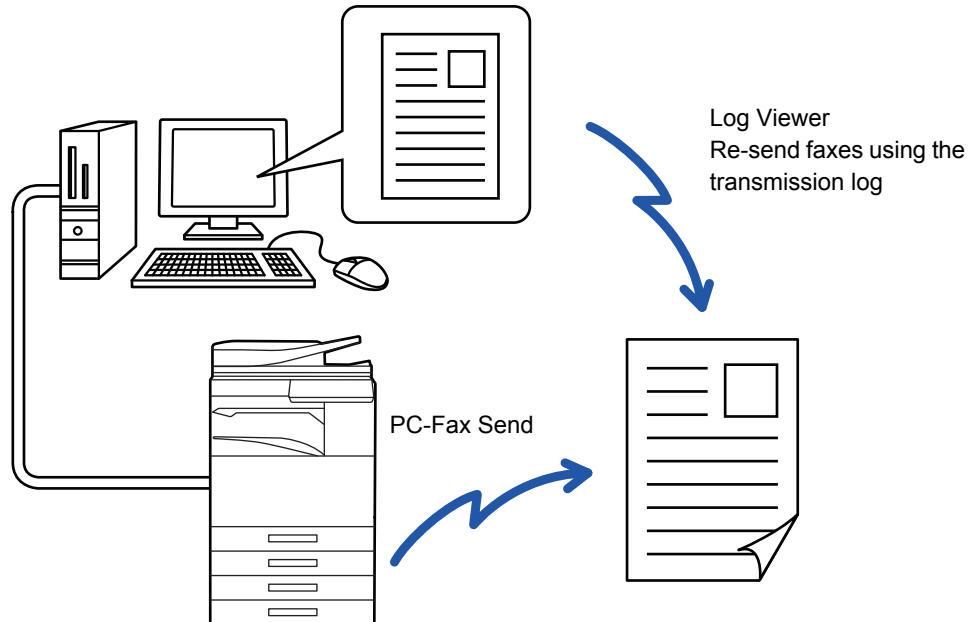 Log Viewer
Re-send faxes using the
transmission log
PC-Fax Send